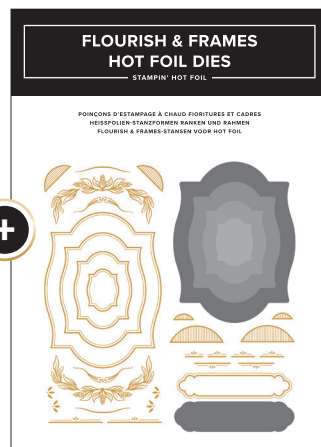 FLOURISH & FRAMES
HOT FOIL DIES
STAMPIN' HOT FOIL
POINÇONS D'ESTAMPAGE À CHAUD FIORITURES ET CADRES
HEISSFOLIEN-STANZFORMEN RANKEN UND RAHMEN
FLOURISH & FRAMES-STANSEN VOOR HOT FOIL
+